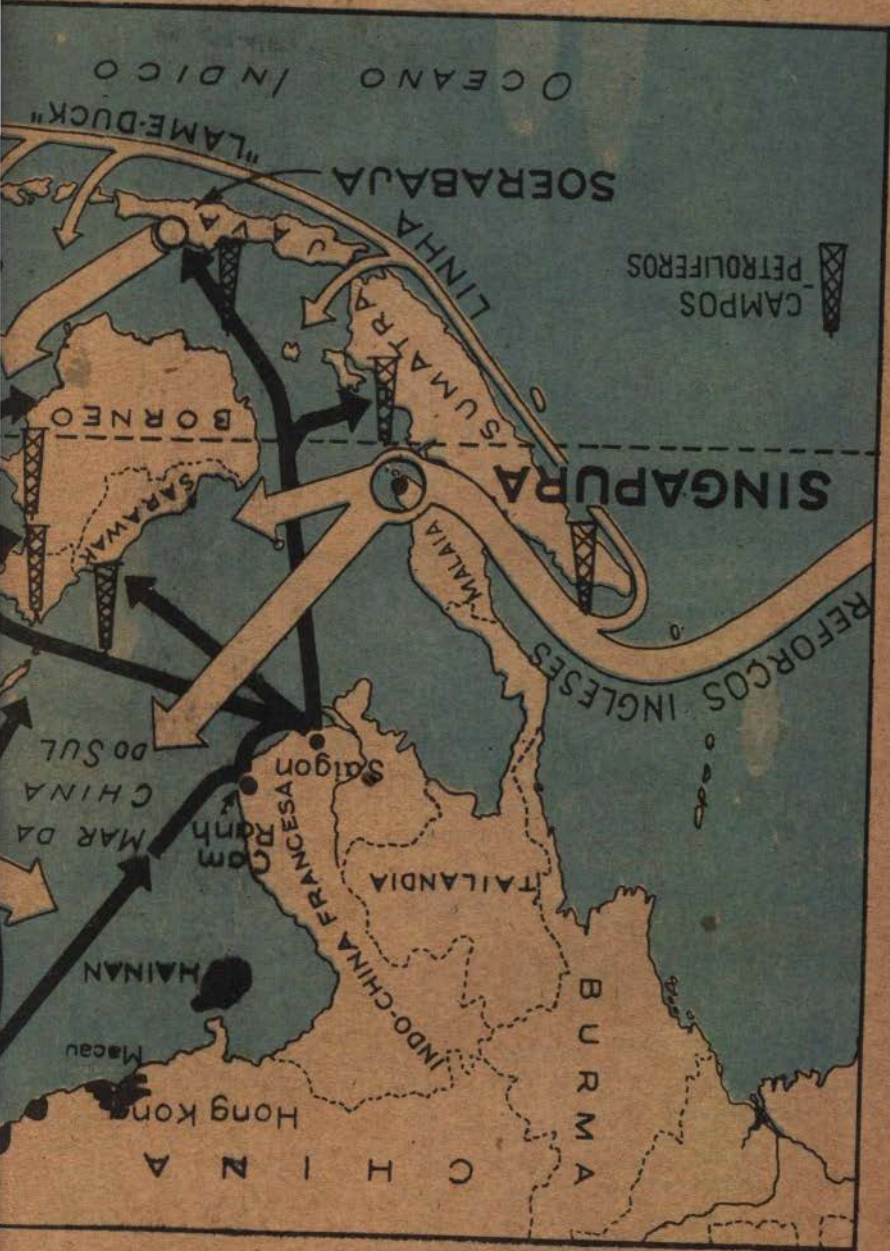 CHINA
BURMA
Hong Kong
Macau
HAINAN
INDO-CHINA FRANCESA
TAILANDIA
Cam
Ranh
MAR DA
CHINA
DO SUL
Saigon
REFORÇOS INGLESES
MALAIA
SINGAPURA
SARAWAK
BORNEO
SUMATRA
CAMPOS
PETROLIFEROS
LINHA
"LAME-DUCK"
JAVA
SOERABAJA
OCEANO INDICO